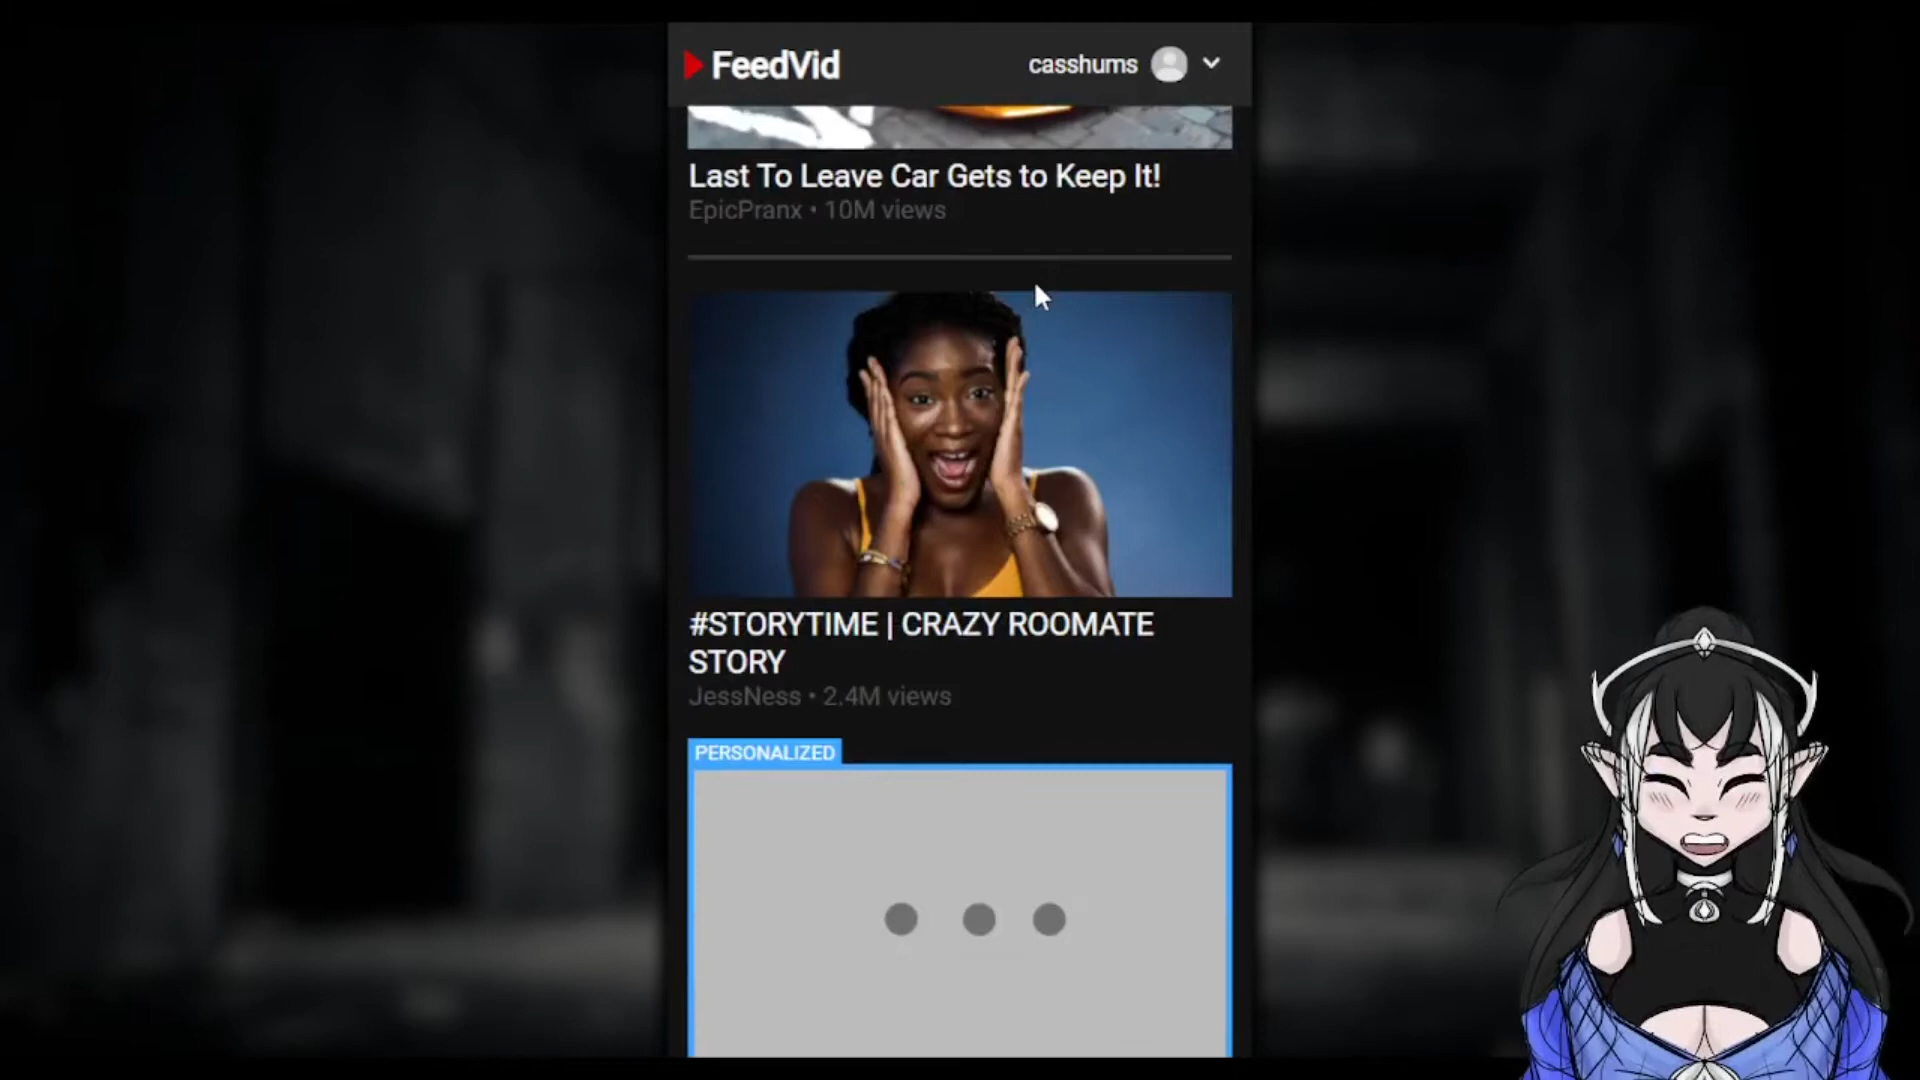 FeedVid
casshums
Last To Leave Car Gets to Keep It!
EpicPranx • 10M views
#STORYTIME | CRAZY ROOMATE
STORY
JessNess • 2.4M views
PERSONALIZED